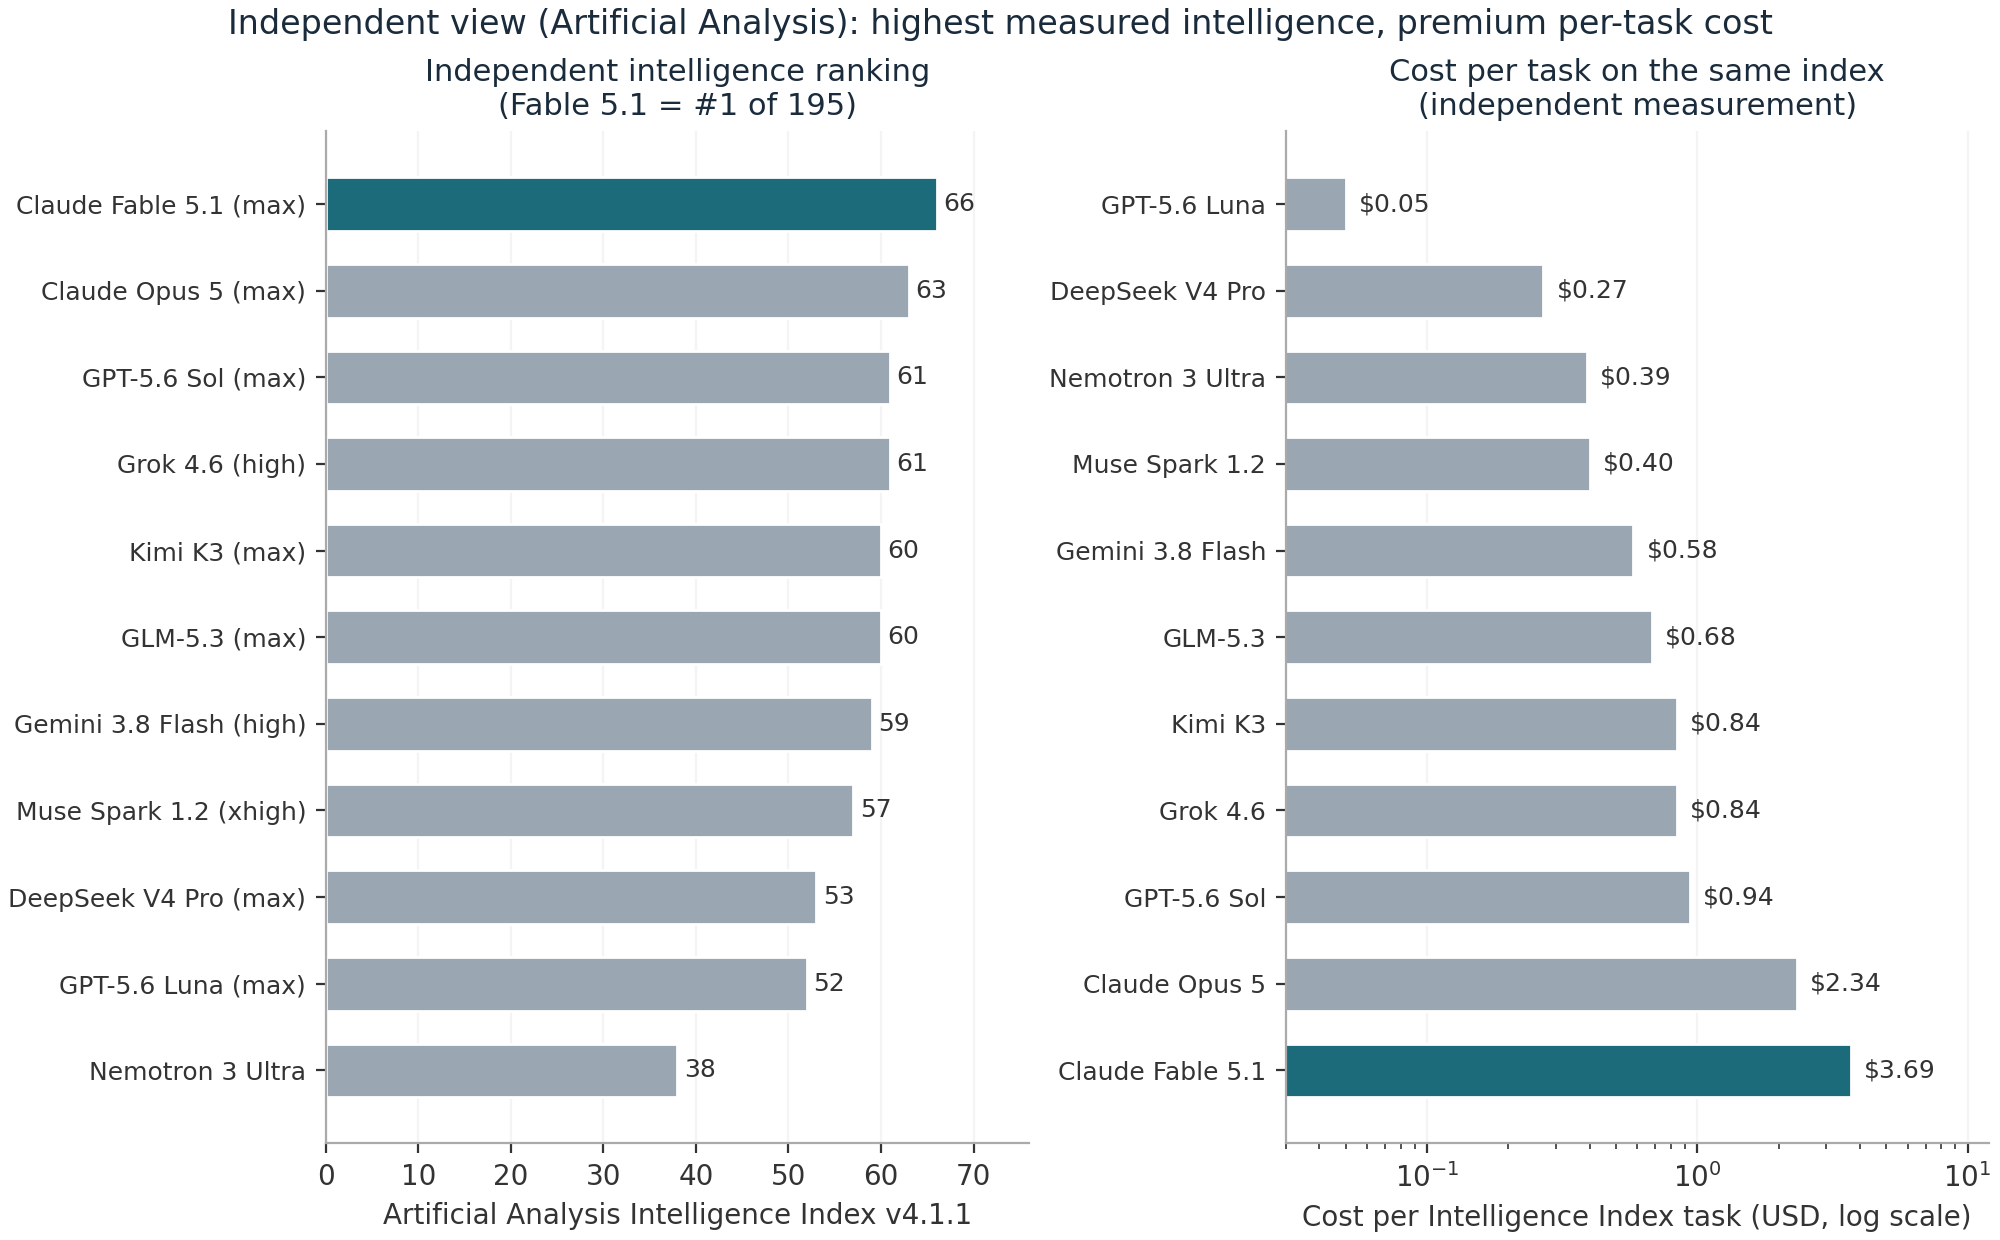 Independent view (Artificial Analysis): highest measured intelligence, premium per-task cost
Independent intelligence ranking
(Fable 5.1 = #1 of 195)
Claude Fable 5.1 (max) 66
Claude Opus 5 (max) 63
GPT-5.6 Sol (max) 61
Grok 4.6 (high) 61
Kimi K3 (max) 60
GLM-5.3 (max) 60
Gemini 3.8 Flash (high) 59
Muse Spark 1.2 (xhigh) 57
DeepSeek V4 Pro (max) 53
GPT-5.6 Luna (max) 52
Nemotron 3 Ultra 38
0 10 20 30 40 50 60 70
Artificial Analysis Intelligence Index v4.1.1
Cost per task on the same index
(independent measurement)
GPT-5.6 Luna $0.05
DeepSeek V4 Pro $0.27
Nemotron 3 Ultra $0.39
Muse Spark 1.2 $0.40
Gemini 3.8 Flash $0.58
GLM-5.3 $0.68
Kimi K3 $0.84
Grok 4.6 $0.84
GPT-5.6 Sol $0.94
Claude Opus 5 $2.34
Claude Fable 5.1 $3.69
10⁻¹ 10⁰ 10¹
Cost per Intelligence Index task (USD, log scale)